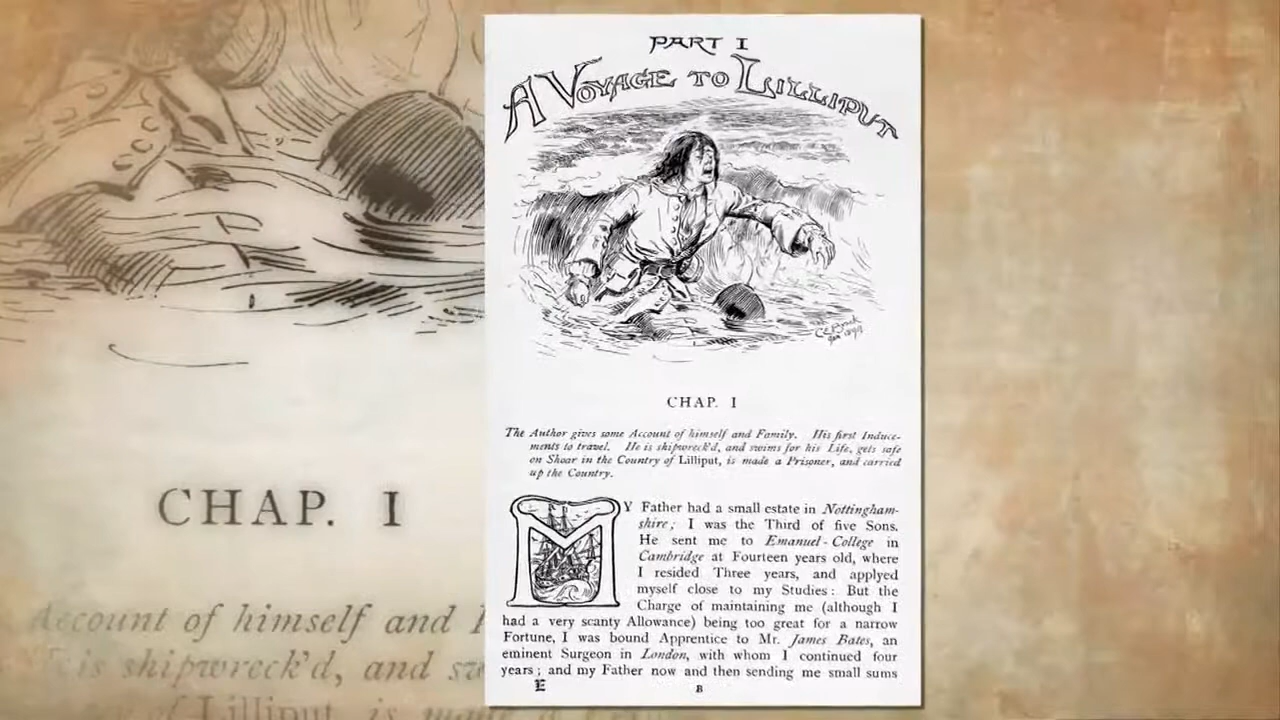 PART I
A VOYAGE TO LILLIPUT
CHAP. I
The Author gives some Account of himself and Family. His first Induce-
ments to travel. He is shipwreck'd, and swims for his Life, gets safe
on Shoar in the Country of Lilliput, is made a Prisoner, and carried
up the Country.
MY Father had a small estate in Nottingham-
shire; I was the Third of five Sons.
He sent me to Emanuel-College in
Cambridge at Fourteen years old, where
I resided Three years, and applyed
myself close to my Studies: But the
Charge of maintaining me (although I
had a very scanty Allowance) being too great for a narrow
Fortune, I was bound Apprentice to Mr. James Bates, an
eminent Surgeon in London, with whom I continued four
years; and my Father now and then sending me small sums
E B
CHAP. I
Account of himself and
is shipwreck'd, and sw
of Lilliput, is made a